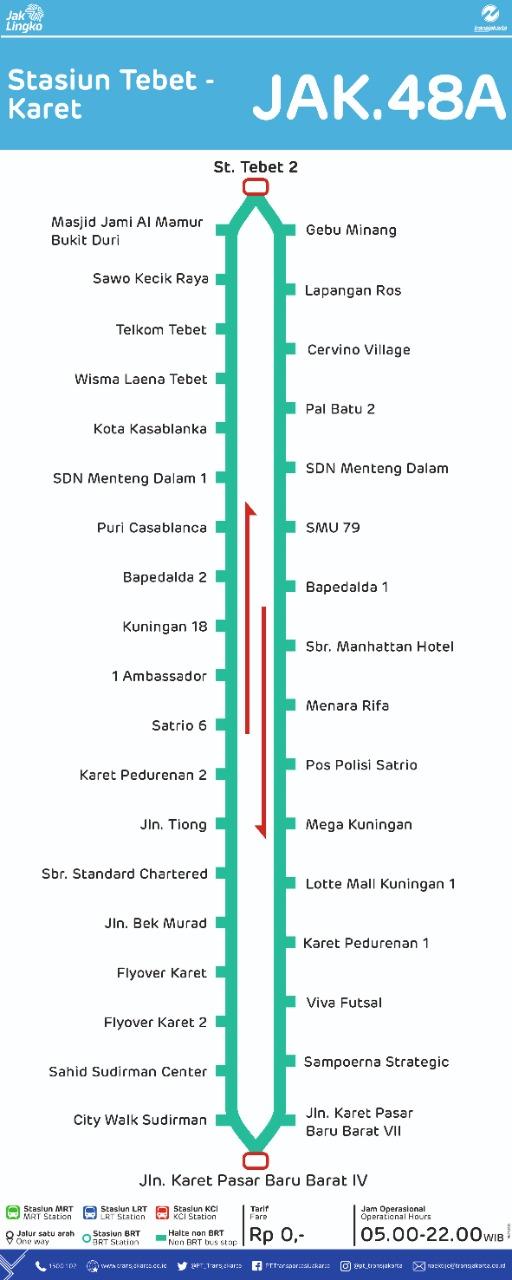 Jak
Lingko
transjakarta
Stasiun Tebet -
Karet
JAK.48A
St. Tebet 2
Masjid Jami Al Mamur
Bukit Duri
Sawo Kecik Raya
Telkom Tebet
Wisma Laena Tebet
Kota Kasablanka
SDN Menteng Dalam 1
Puri Casablanca
Bapedalda 2
Kuningan 18
1 Ambassador
Satrio 6
Karet Pedurenan 2
Jln. Tiong
Sbr. Standard Chartered
Jln. Bek Murad
Flyover Karet
Flyover Karet 2
Sahid Sudirman Center
City Walk Sudirman
Gebu Minang
Lapangan Ros
Cervino Village
Pal Batu 2
SDN Menteng Dalam
SMU 79
Bapedalda 1
Sbr. Manhattan Hotel
Menara Rifa
Pos Polisi Satrio
Mega Kuningan
Lotte Mall Kuningan 1
Karet Pedurenan 1
Viva Futsal
Sampoerna Strategic
Jln. Karet Pasar
Baru Barat VII
Jln. Karet Pasar Baru Barat IV
Stasiun MRT
MRT Station
Stasiun LRT
LRT Station
Stasiun KCI
KCI Station
Jalur satu arah
One way
Stasiun BRT
BRT Station
Halte non BRT
Non BRT bus stop
Tarif
Fare
Rp 0,-
Jam Operasional
Operational Hours
05.00-22.00 WIB
1500 102
www.transjakarta.co.id
@PT_Transjakarta
PTTransportasiJakarta
@pt_transjakarta